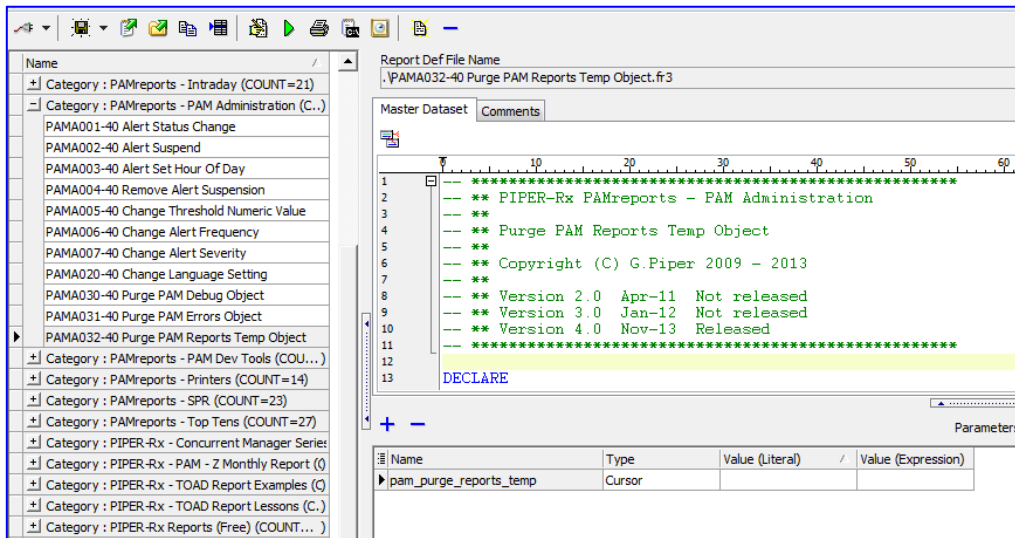 Name
Category : PAMreports - Intraday (COUNT=21)
Category : PAMreports - PAM Administration (C..)
PAMA001-40 Alert Status Change
PAMA002-40 Alert Suspend
PAMA003-40 Alert Set Hour Of Day
PAMA004-40 Remove Alert Suspension
PAMA005-40 Change Threshold Numeric Value
PAMA006-40 Change Alert Frequency
PAMA007-40 Change Alert Severity
PAMA020-40 Change Language Setting
PAMA030-40 Purge PAM Debug Object
PAMA031-40 Purge PAM Errors Object
PAMA032-40 Purge PAM Reports Temp Object
Category : PAMreports - PAM Dev Tools (COU...)
Category : PAMreports - Printers (COUNT=14)
Category : PAMreports - SPR (COUNT=23)
Category : PAMreports - Top Tens (COUNT=27)
Category : PIPER-Rx - Concurrent Manager Series
Category : PIPER-Rx - PAM - Z Monthly Report (
Category : PIPER-Rx - TOAD Report Examples (
Category : PIPER-Rx - TOAD Report Lessons (C.)
Category : PIPER-Rx Reports (Free) (COUNT... )
Report Def File Name
.\PAMA032-40 Purge PAM Reports Temp Object.fr3
Master Dataset Comments
0 10 20 30 40 50 60
1 -- ****************************************************
2 -- ** PIPER-Rx PAMreports - PAM Administration
3 -- **
4 -- ** Purge PAM Reports Temp Object
5 -- **
6 -- ** Copyright (C) G.Piper 2009 - 2013
7 -- **
8 -- ** Version 2.0 Apr-11 Not released
9 -- ** Version 3.0 Jan-12 Not released
10 -- ** Version 4.0 Nov-13 Released
11 -- ****************************************************
12
13 DECLARE
Parameters
Name Type Value (Literal) Value (Expression)
pam_purge_reports_temp Cursor